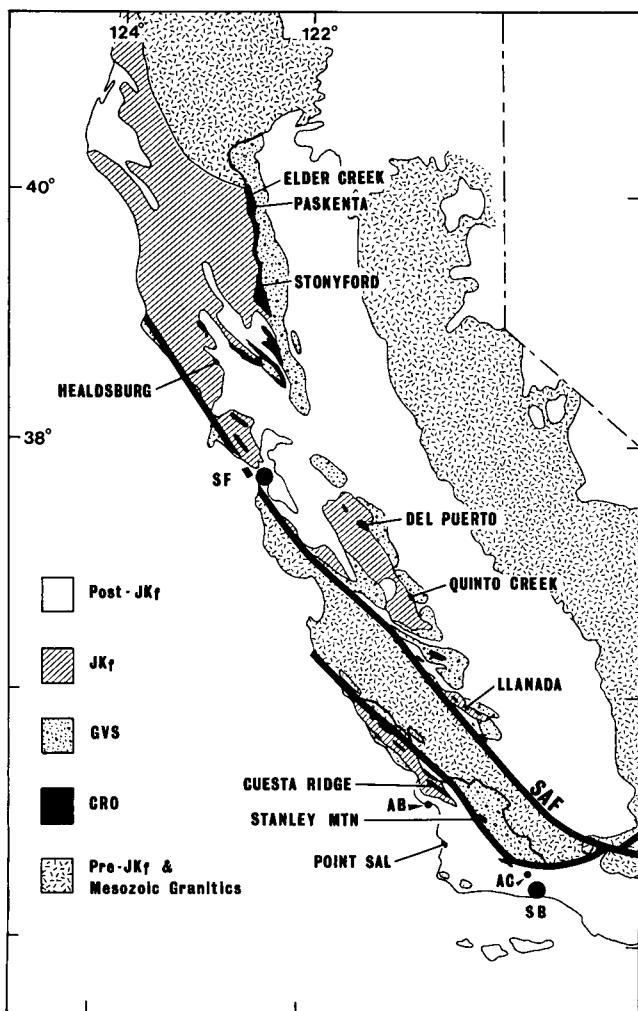 124° 122°
40°
ELDER CREEK
PASKENTA
STONYFORD
HEALDSBURG
38°
SF
DEL PUERTO
QUINTO CREEK
LLANADA
SAF
CUESTA RIDGE
AB
STANLEY MTN
POINT SAL
AC
SB
Post-JKf
JKf
GVS
CRO
Pre-JKf &
Mesozoic Granitics